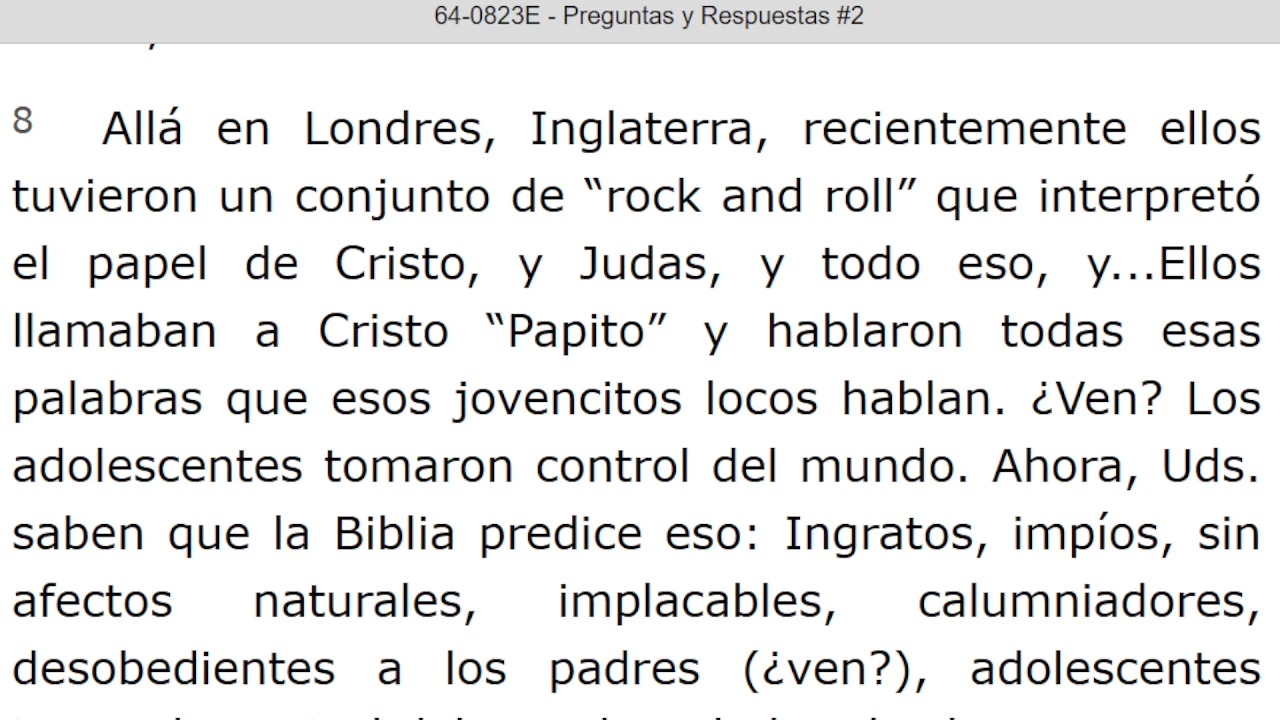 64-0823E - Preguntas y Respuestas #2
8 Allá en Londres, Inglaterra, recientemente ellos
tuvieron un conjunto de “rock and roll” que interpretó
el papel de Cristo, y Judas, y todo eso, y...Ellos
llamaban a Cristo “Papito” y hablaron todas esas
palabras que esos jovencitos locos hablan. ¿Ven? Los
adolescentes tomaron control del mundo. Ahora, Uds.
saben que la Biblia predice eso: Ingratos, impíos, sin
afectos naturales, implacables, calumniadores,
desobedientes a los padres (¿ven?), adolescentes